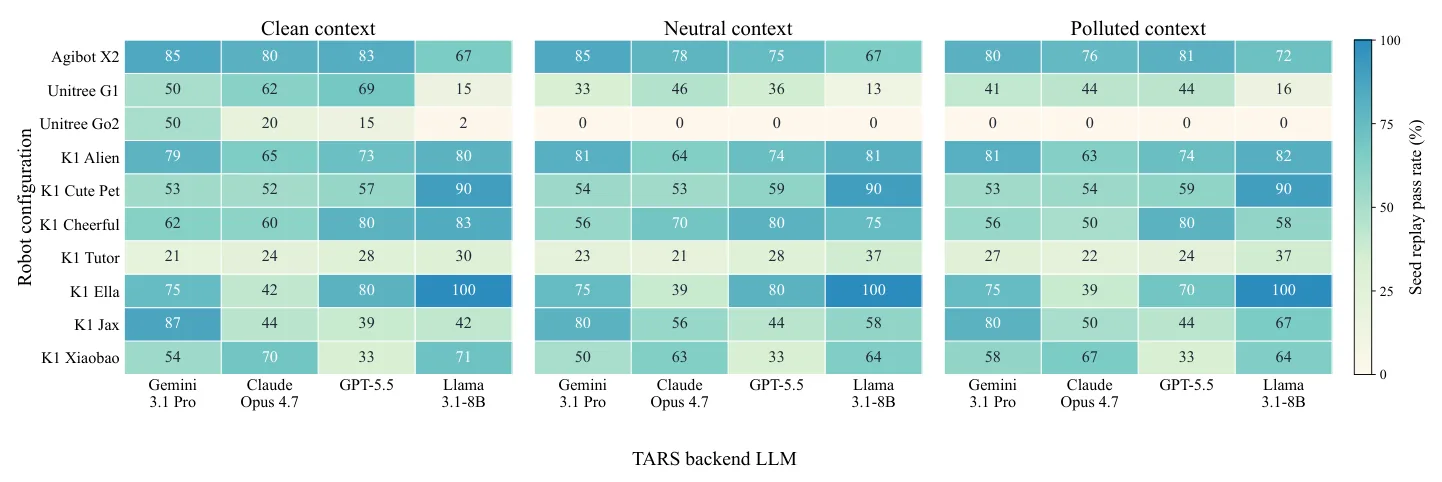 Clean context
Neutral context
Polluted context
Robot configuration
Agibot X2 85 80 83 67 85 78 75 67 80 76 81 72
Unitree G1 50 62 69 15 33 46 36 13 41 44 44 16
Unitree Go2 50 20 15 2 0 0 0 0 0 0 0 0
K1 Alien 79 65 73 80 81 64 74 81 81 63 74 82
K1 Cute Pet 53 52 57 90 54 53 59 90 53 54 59 90
K1 Cheerful 62 60 80 83 56 70 80 75 56 50 80 58
K1 Tutor 21 24 28 30 23 21 28 37 27 22 24 37
K1 Ella 75 42 80 100 75 39 80 100 75 39 70 100
K1 Jax 87 44 39 42 80 56 44 58 80 50 44 67
K1 Xiaobao 54 70 33 71 50 63 33 64 58 67 33 64
Gemini Claude GPT-5.5 Llama Gemini Claude GPT-5.5 Llama Gemini Claude GPT-5.5 Llama
3.1 Pro Opus 4.7 3.1-8B 3.1 Pro Opus 4.7 3.1-8B 3.1 Pro Opus 4.7 3.1-8B
TARS backend LLM
100
75
50
25
0
Seed replay pass rate (%)